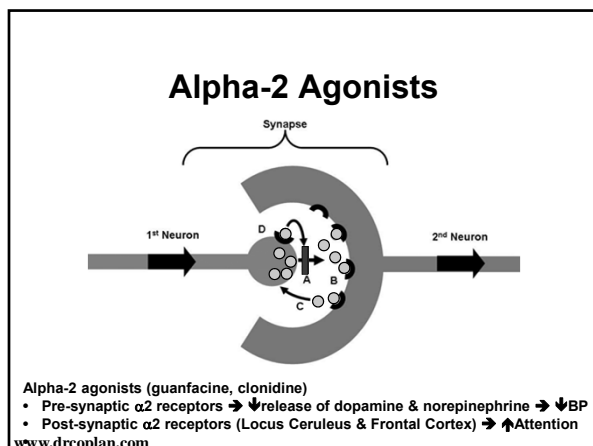 Alpha-2 Agonists
Synapse
1st Neuron
D
2nd Neuron
A
B
C
Alpha-2 agonists (guanfacine, clonidine)
• Pre-synaptic α2 receptors ➔ 🡻release of dopamine & norepinephrine ➔ 🡻BP
• Post-synaptic α2 receptors (Locus Ceruleus & Frontal Cortex) ➔ 🡹Attention
www.drcoplan.com